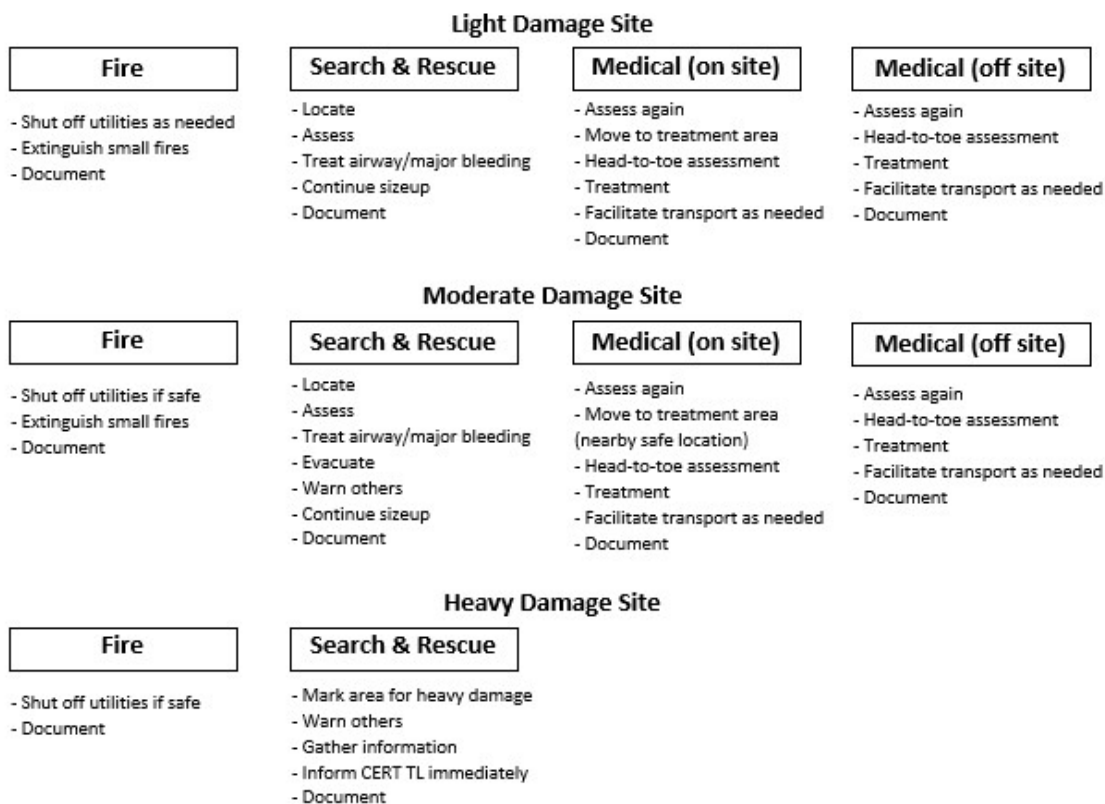 Light Damage Site
Fire
- Shut off utilities as needed
- Extinguish small fires
- Document
Search & Rescue
- Locate
- Assess
- Treat airway/major bleeding
- Continue sizeup
- Document
Medical (on site)
- Assess again
- Move to treatment area
- Head-to-toe assessment
- Treatment
- Facilitate transport as needed
- Document
Medical (off site)
- Assess again
- Head-to-toe assessment
- Treatment
- Facilitate transport as needed
- Document
Moderate Damage Site
Fire
- Shut off utilities if safe
- Extinguish small fires
- Document
Search & Rescue
- Locate
- Assess
- Treat airway/major bleeding
- Evacuate
- Warn others
- Continue sizeup
- Document
Medical (on site)
- Assess again
- Move to treatment area
(nearby safe location)
- Head-to-toe assessment
- Treatment
- Facilitate transport as needed
- Document
Medical (off site)
- Assess again
- Head-to-toe assessment
- Treatment
- Facilitate transport as needed
- Document
Heavy Damage Site
Fire
- Shut off utilities if safe
- Document
Search & Rescue
- Mark area for heavy damage
- Warn others
- Gather information
- Inform CERT TL immediately
- Document